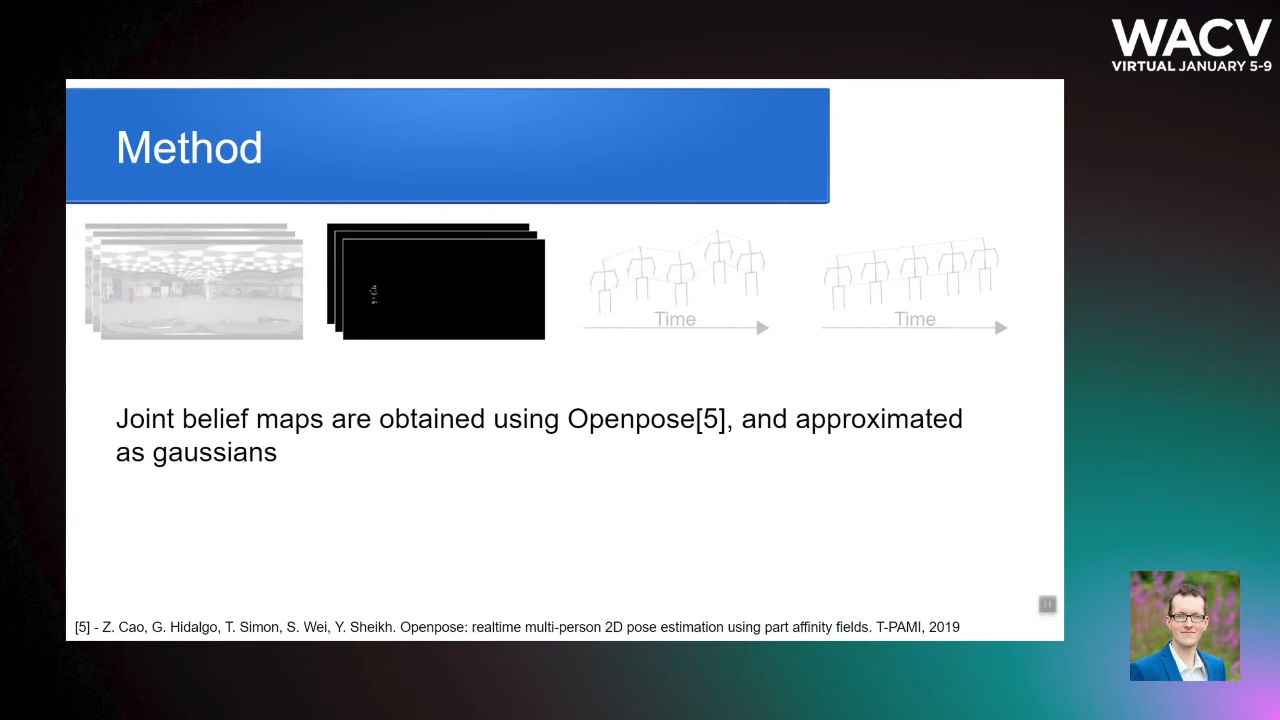 WACV
VIRTUAL JANUARY 5-9
Method
Time
Time
Joint belief maps are obtained using Openpose[5], and approximated
as gaussians
[5] - Z. Cao, G. Hidalgo, T. Simon, S. Wei, Y. Sheikh. Openpose: realtime multi-person 2D pose estimation using part affinity fields. T-PAMI, 2019